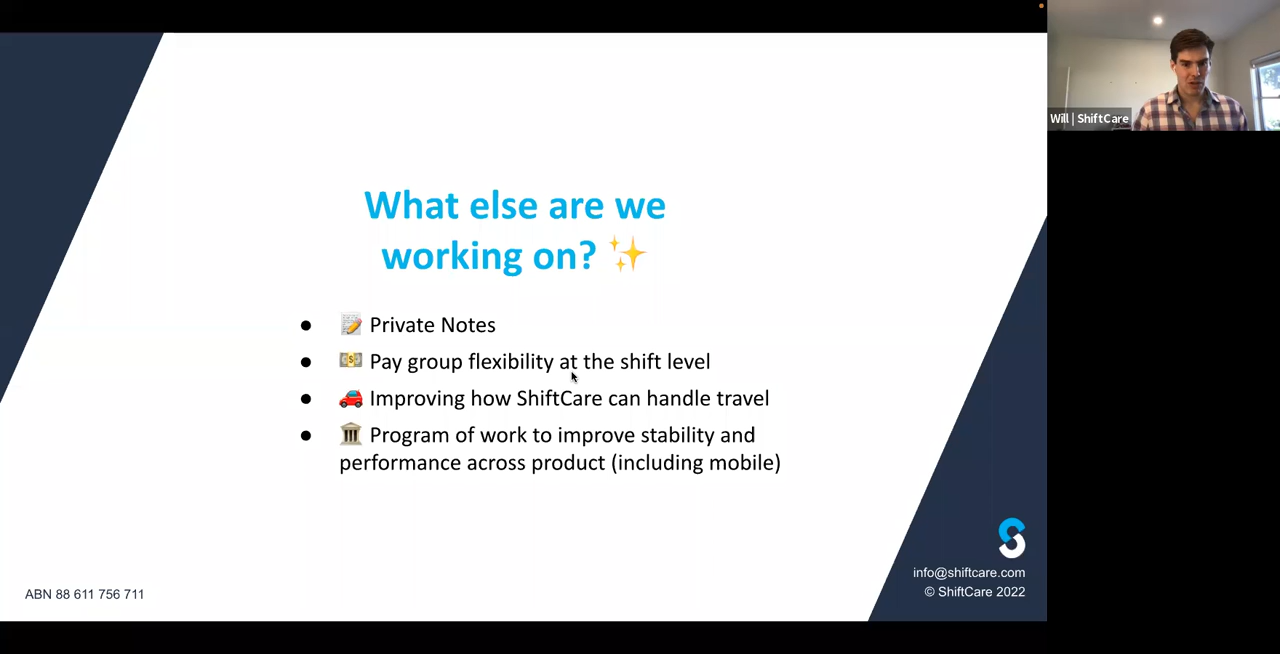 What else are we
working on? ✨
● 📝 Private Notes
● 💵 Pay group flexibility at the shift level
● 🚗 Improving how ShiftCare can handle travel
● 🏛️ Program of work to improve stability and
performance across product (including mobile)
ABN 88 611 756 711
info@shiftcare.com
© ShiftCare 2022
Will | ShiftCare